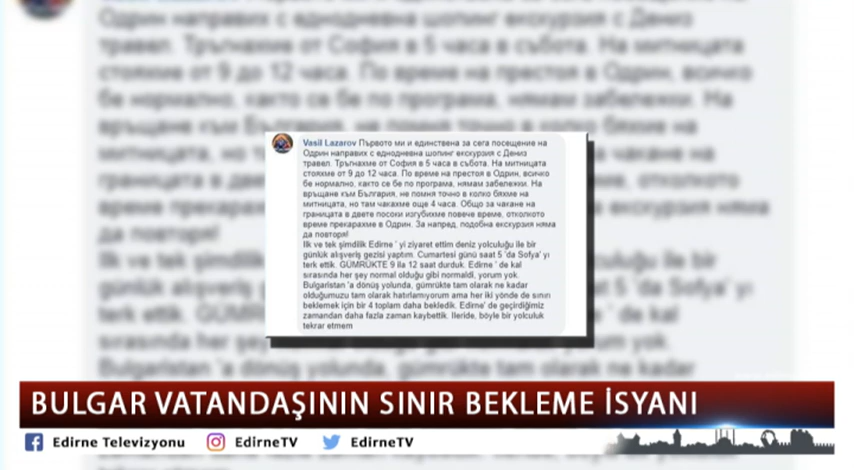 Vasil Lazarov Първото ми и единствена за сега посещение на
Одрин направих с еднодневна шопинг екскурзия с Дениз
травел. Тръгнахме от София в 5 часа в събота. На митницата
стояхме от 9 до 12 часа. По време на престоя в Одрин, всичко
бе нормално, както се бе по програма, нямам забележки. На
връщане към България, не помня точно в колко бяхме на
митницата, но там чакахме още 4 часа. Общо за чакане на
границата в двете посоки изгубихме повече време, отколкото
време прекарахме в Одрин. За напред, подобна екскурзия няма
да повторя!
Ilk ve tek şimdilik Edirne ' yi ziyaret ettim deniz yolculuğu ile bir
günlük alışveriş gezisi yaptım. Cumartesi günü saat 5 'da Sofya' yı
terk ettik. GÜMRÜKTE 9 ila 12 saat durduk. Edirne ' de kal
sırasında her şey normal olduğu gibi normaldi, yorum yok.
Bulgaristan 'a dönüş yolunda, gümrükte tam olarak ne kadar
olduğumuzu tam olarak hatırlamıyorum ama her iki yönde de sınırı
beklemek için bir 4 toplam daha bekledik. Edirne' de geçirdiğimiz
zamandan daha fazla zaman kaybettik. Ileride, böyle bir yolculuk
tekrar etmem
BULGAR VATANDAŞININ SINIR BEKLEME İSYANI
Edirne Televizyonu EdirneTV EdirneTV